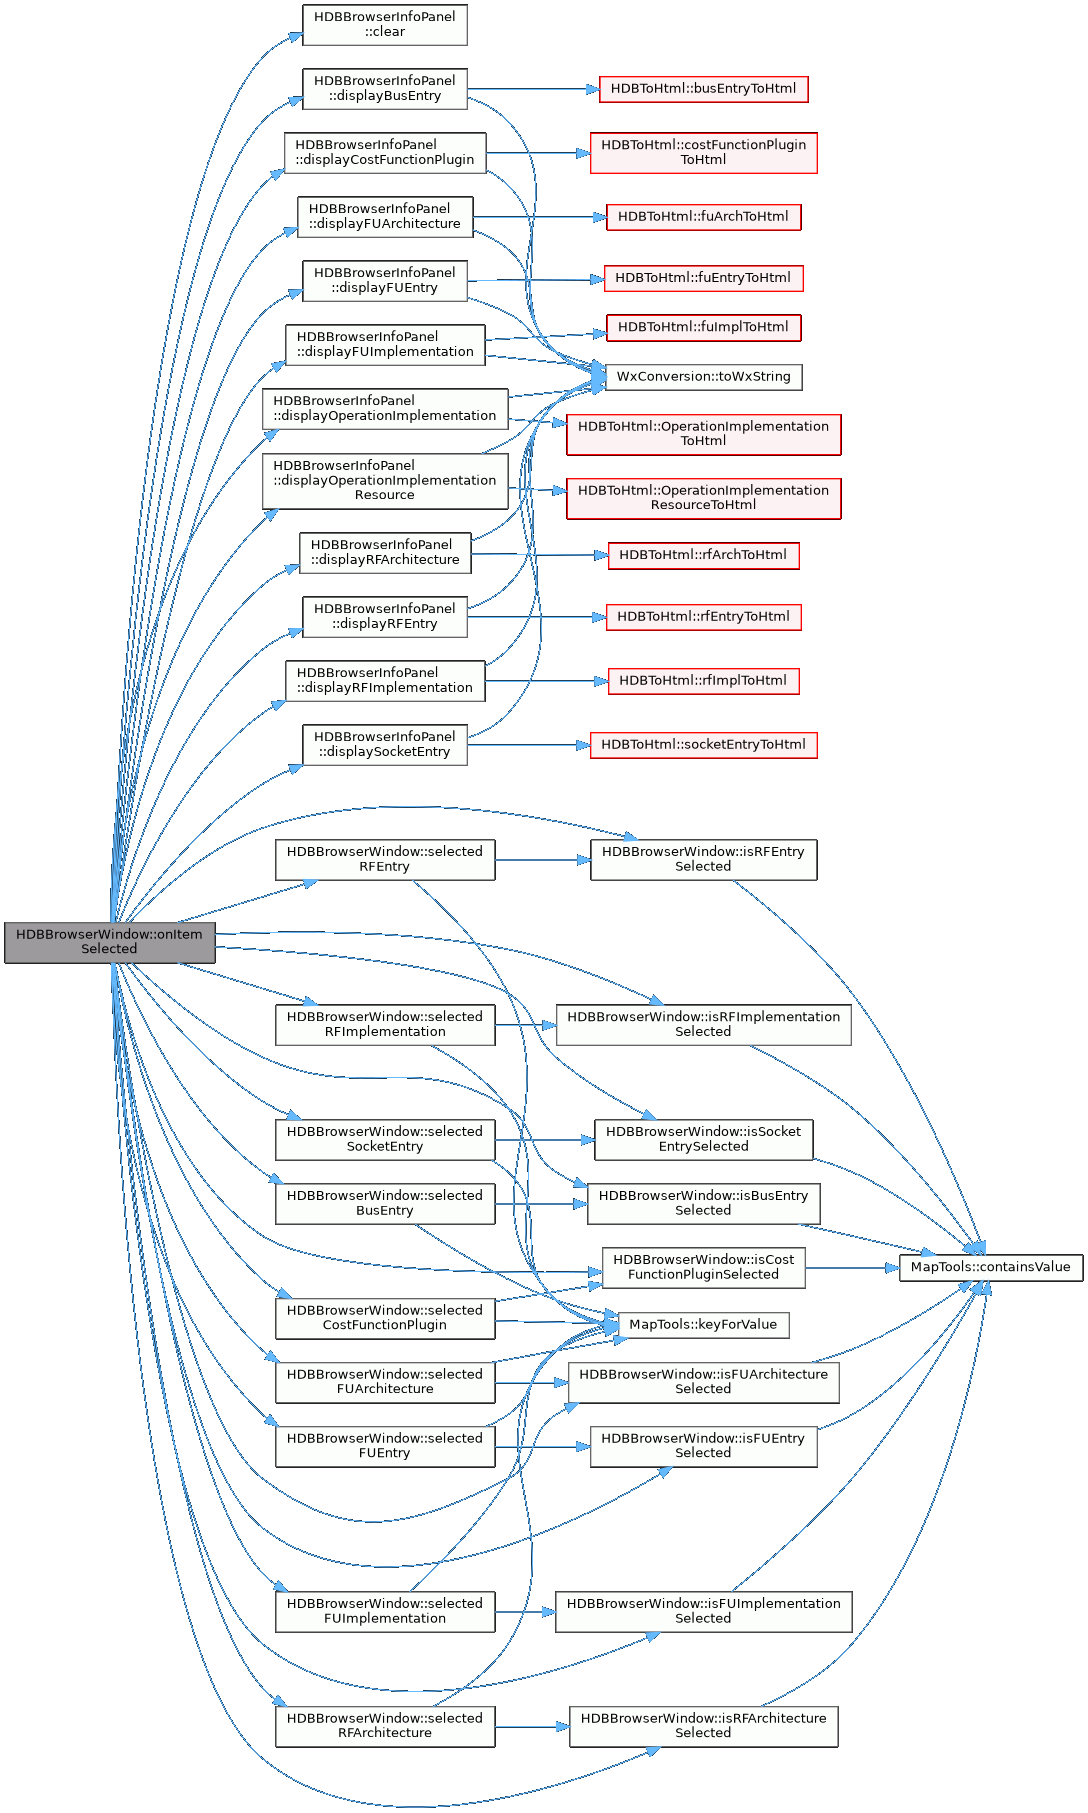 HDBBrowserInfoPanel
::clear
HDBBrowserInfoPanel
::displayBusEntry
HDBToHtml::busEntryToHtml
HDBBrowserInfoPanel
::displayCostFunctionPlugin
HDBToHtml::costFunctionPlugin
ToHtml
HDBBrowserInfoPanel
::displayFUArchitecture
HDBToHtml::fuArchToHtml
HDBBrowserInfoPanel
::displayFUEntry
HDBToHtml::fuEntryToHtml
HDBBrowserInfoPanel
::displayFUImplementation
HDBToHtml::fuImplToHtml
WxConversion::toWxString
HDBBrowserInfoPanel
::displayOperationImplementation
HDBToHtml::OperationImplementation
ToHtml
HDBBrowserInfoPanel
::displayOperationImplementation
Resource
HDBToHtml::OperationImplementation
ResourceToHtml
HDBBrowserInfoPanel
::displayRFArchitecture
HDBToHtml::rfArchToHtml
HDBBrowserInfoPanel
::displayRFEntry
HDBToHtml::rfEntryToHtml
HDBBrowserInfoPanel
::displayRFImplementation
HDBToHtml::rfImplToHtml
HDBBrowserInfoPanel
::displaySocketEntry
HDBToHtml::socketEntryToHtml
HDBBrowserWindow::selected
RFEntry
HDBBrowserWindow::isRFEntry
Selected
HDBBrowserWindow::onItem
Selected
HDBBrowserWindow::selected
RFImplementation
HDBBrowserWindow::isRFImplementation
Selected
HDBBrowserWindow::selected
SocketEntry
HDBBrowserWindow::isSocket
EntrySelected
HDBBrowserWindow::selected
BusEntry
HDBBrowserWindow::isBusEntry
Selected
HDBBrowserWindow::isCost
FunctionPluginSelected
MapTools::containsValue
HDBBrowserWindow::selected
CostFunctionPlugin
MapTools::keyForValue
HDBBrowserWindow::selected
FUArchitecture
HDBBrowserWindow::isFUArchitecture
Selected
HDBBrowserWindow::selected
FUEntry
HDBBrowserWindow::isFUEntry
Selected
HDBBrowserWindow::selected
FUImplementation
HDBBrowserWindow::isFUImplementation
Selected
HDBBrowserWindow::selected
RFArchitecture
HDBBrowserWindow::isRFArchitecture
Selected